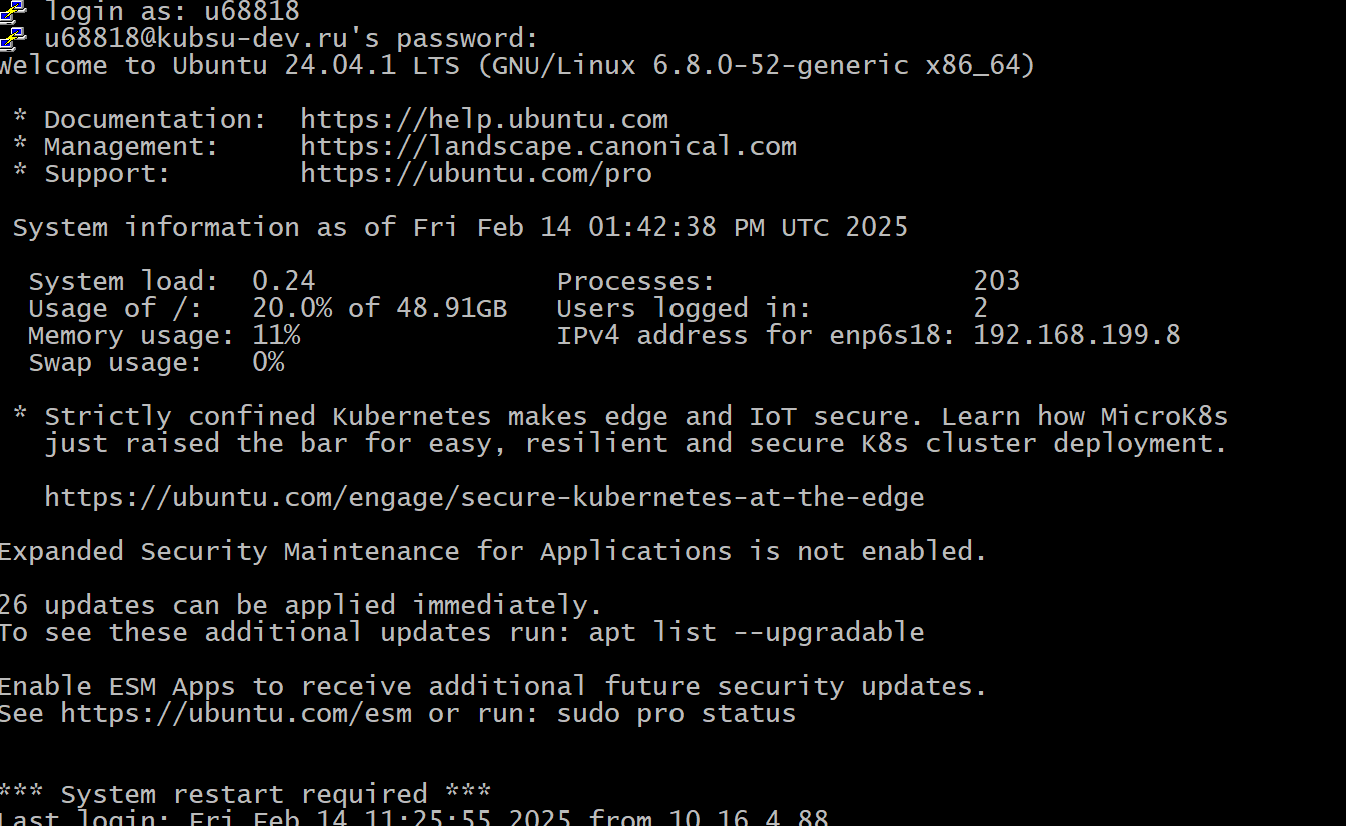 login as: u68818
u68818@kubsu-dev.ru's password:
Welcome to Ubuntu 24.04.1 LTS (GNU/Linux 6.8.0-52-generic x86_64)
* Documentation:  https://help.ubuntu.com
* Management:     https://landscape.canonical.com
* Support:        https://ubuntu.com/pro
System information as of Fri Feb 14 01:42:38 PM UTC 2025
System load:  0.24               Processes:                203
Usage of /:   20.0% of 48.91GB   Users logged in:          2
Memory usage: 11%                IPv4 address for enp6s18: 192.168.199.8
Swap usage:   0%
* Strictly confined Kubernetes makes edge and IoT secure. Learn how MicroK8s
just raised the bar for easy, resilient and secure K8s cluster deployment.
https://ubuntu.com/engage/secure-kubernetes-at-the-edge
Expanded Security Maintenance for Applications is not enabled.
26 updates can be applied immediately.
To see these additional updates run: apt list --upgradable
Enable ESM Apps to receive additional future security updates.
See https://ubuntu.com/esm or run: sudo pro status
*** System restart required ***
Last login: Fri Feb 14 11:25:55 2025 from 10.16.4.88